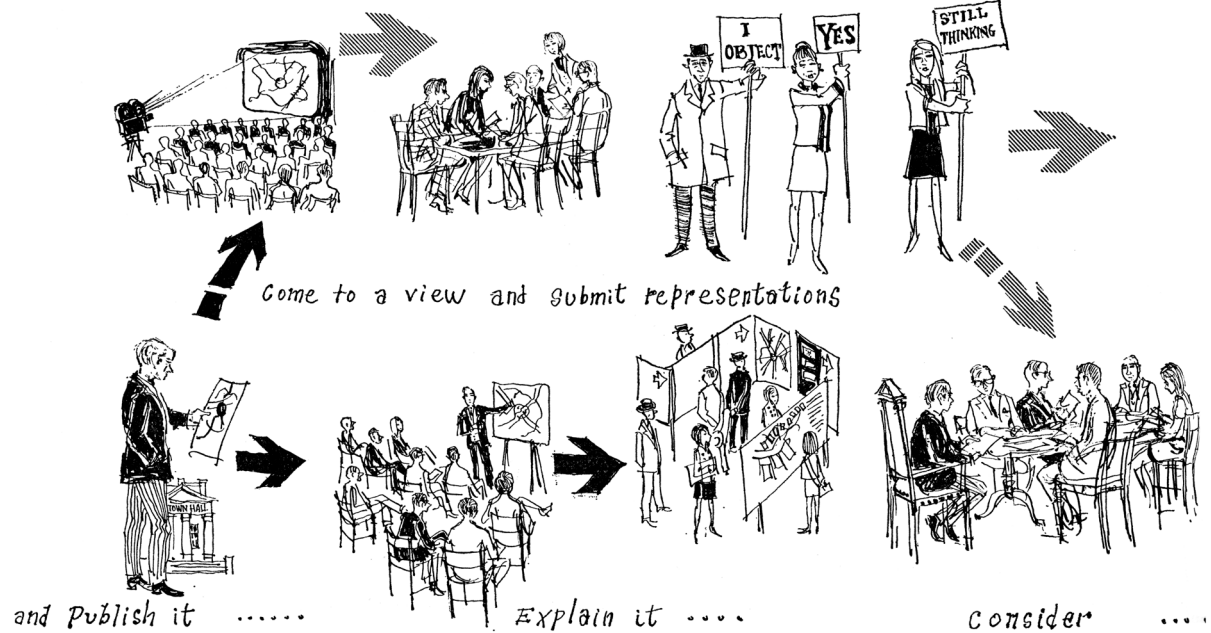 I
OBJECT
YES
STILL
THINKING
Come to a view and submit representations
TOWN HALL
and Publish it ......
Explain it ....
Consider ....